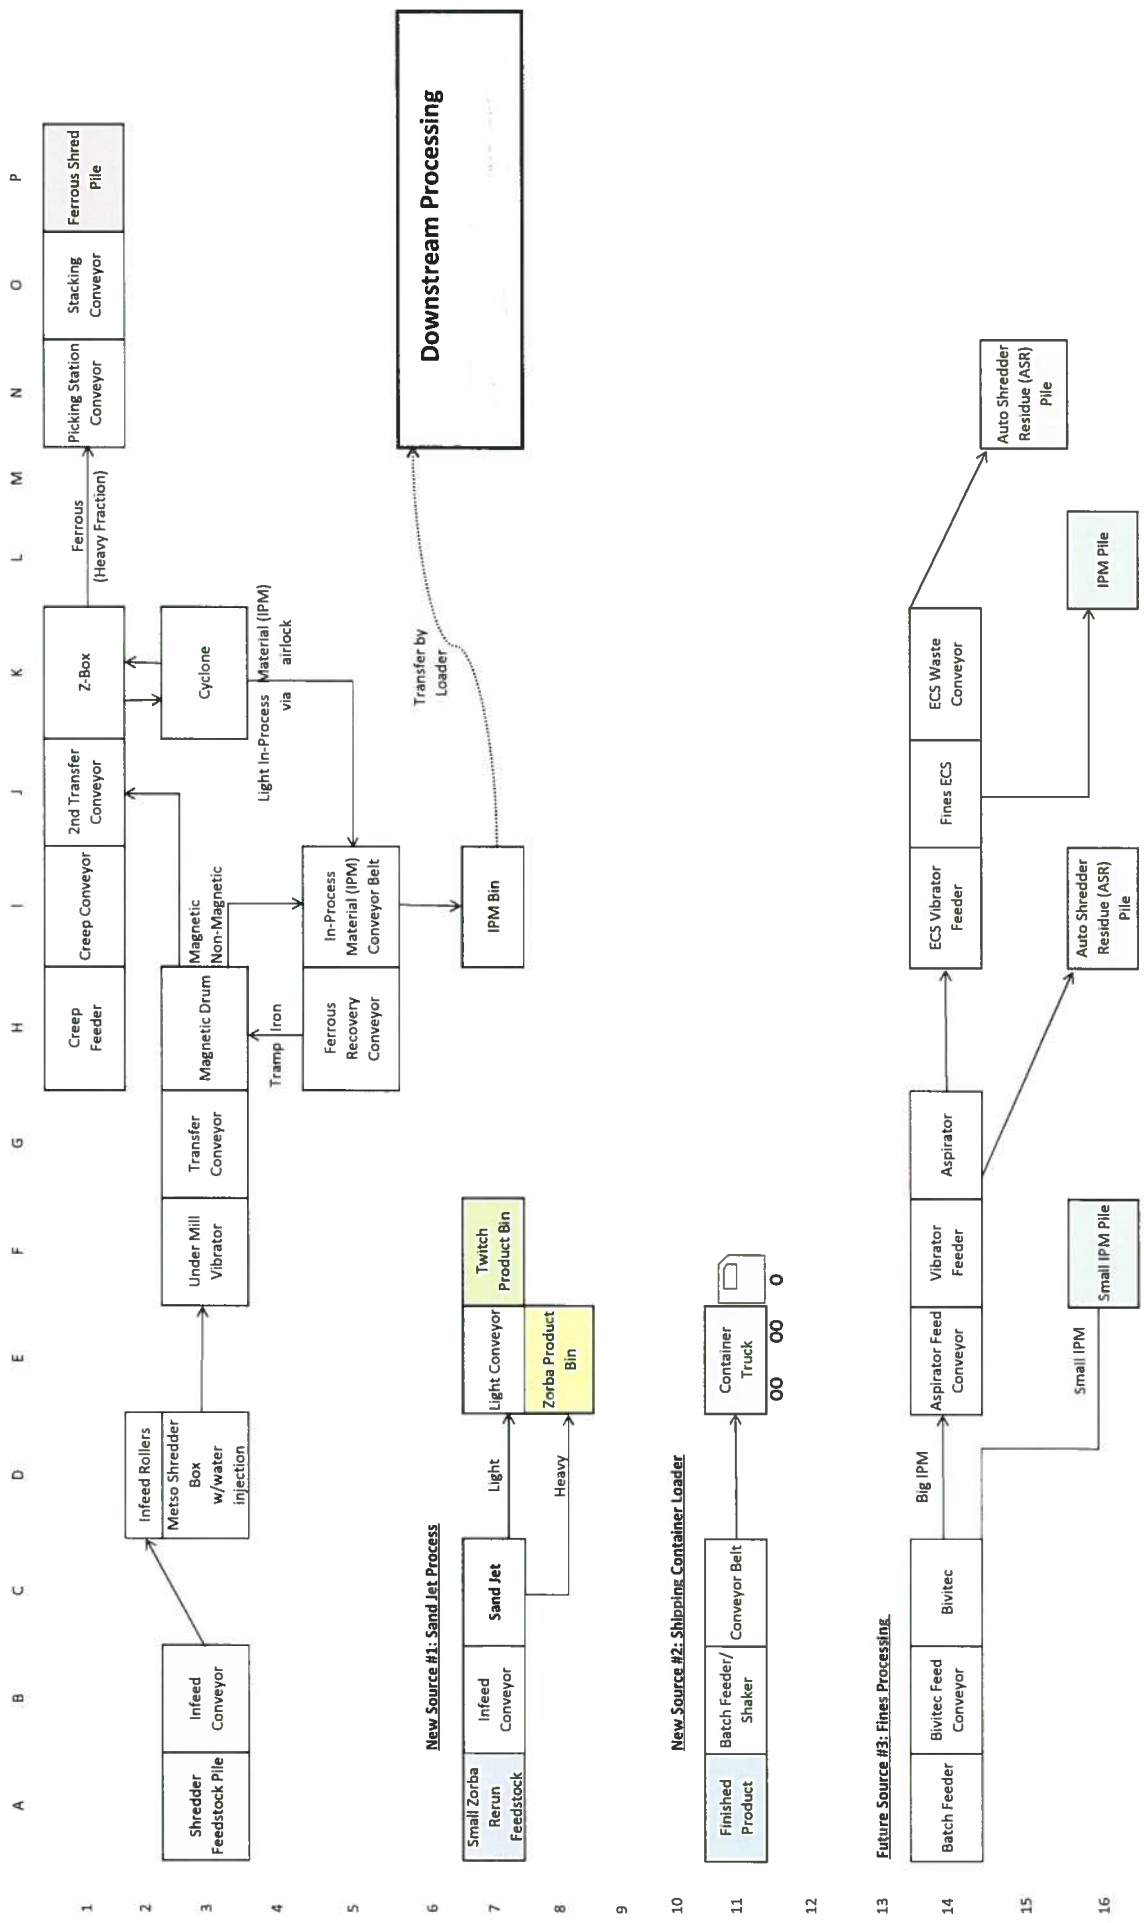 A B C D E F G H I J K L M N O P
1
Creep
Feeder
Creep Conveyor
2nd Transfer
Conveyor
Z-Box
Ferrous
(Heavy Fraction)
Picking Station
Conveyor
Stacking
Conveyor
Ferrous Shred
Pile
2
Infeed Rollers
3
Shredder
Feedstock Pile
Infeed
Conveyor
Metso Shredder
Box
w/water
injection
Under Mill
Vibrator
Transfer
Conveyor
Magnetic Drum
Magnetic
Non-Magnetic
Cyclone
4
Tramp Iron
Light In-Process Material (IPM)
via airlock
5
Ferrous
Recovery
Conveyor
In-Process
Material (IPM)
Conveyor Belt
6
New Source #1: Sand Jet Process
Transfer by
Loader
Downstream Processing
7
Small Zorba
Rerun
Feedstock
Infeed
Conveyor
Sand Jet
Light
Light Conveyor
Twitch
Product Bin
IPM Bin
8
Heavy
Zorba Product
Bin
9
10
New Source #2: Shipping Container Loader
11
Finished
Product
Batch Feeder/
Shaker
Conveyor Belt
Container
Truck
12
13
Future Source #3: Fines Processing
14
Batch Feeder
Bivitec Feed
Conveyor
Bivitec
Big IPM
Aspirator Feed
Conveyor
Vibrator
Feeder
Aspirator
ECS Vibrator
Feeder
Fines ECS
ECS Waste
Conveyor
15
Auto Shredder
Residue (ASR)
Pile
16
Small IPM
Small IPM Pile
Auto Shredder
Residue (ASR)
Pile
IPM Pile